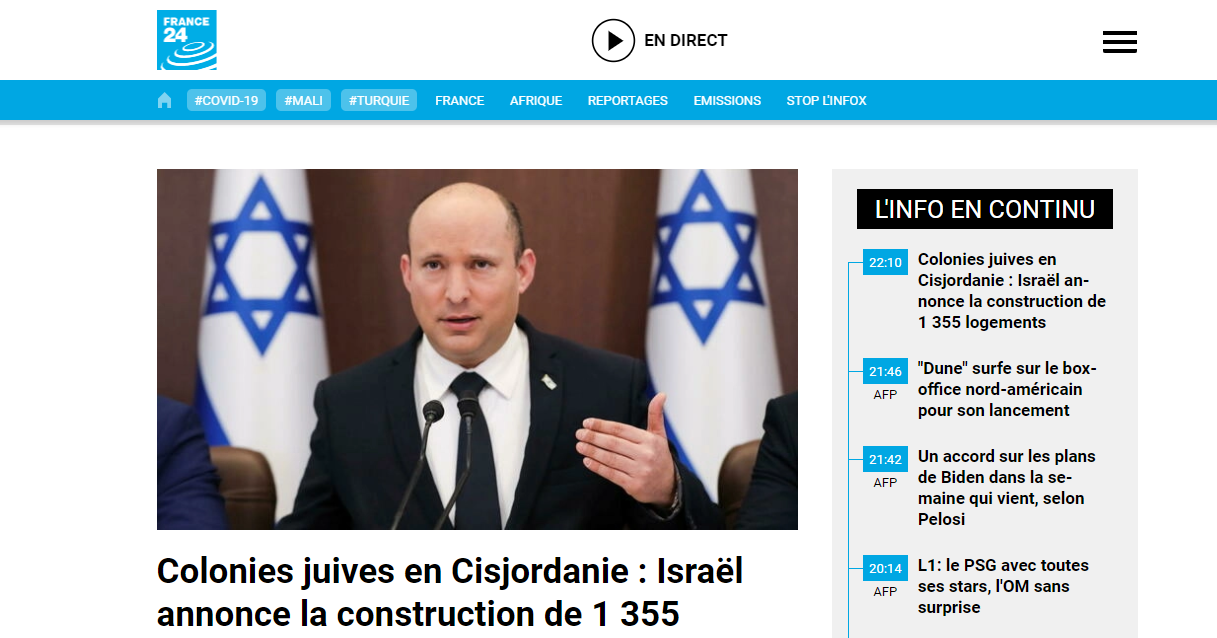 FRANCE
24
EN DIRECT
#COVID-19
#MALI
#TURQUIE
FRANCE
AFRIQUE
REPORTAGES
EMISSIONS
STOP L'INFOX
Colonies juives en Cisjordanie : Israël
annonce la construction de 1 355
L'INFO EN CONTINU
22:10
Colonies juives en
Cisjordanie : Israël an-
nonce la construction de
1 355 logements
21:46
AFP
"Dune" surfe sur le box-
office nord-américain
pour son lancement
21:42
AFP
Un accord sur les plans
de Biden dans la se-
maine qui vient, selon
Pelosi
20:14
AFP
L1: le PSG avec toutes
ses stars, l'OM sans
surprise